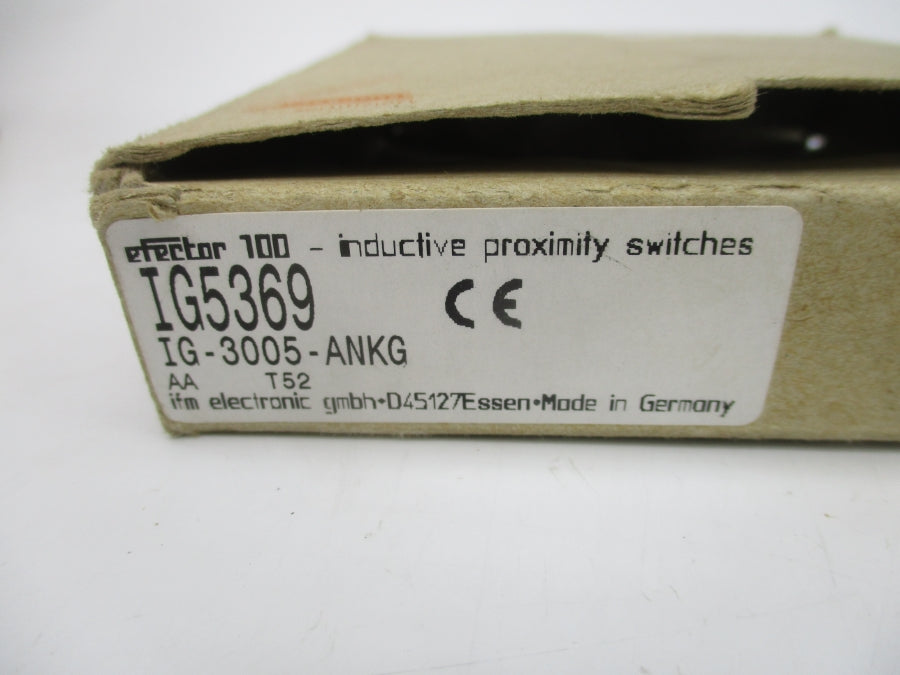 efector 100 - inductive proximity switches
IG5369 CE
IG-3005-ANKG
AA T52
ifm electronic gmbh•D45127Essen•Made in Germany